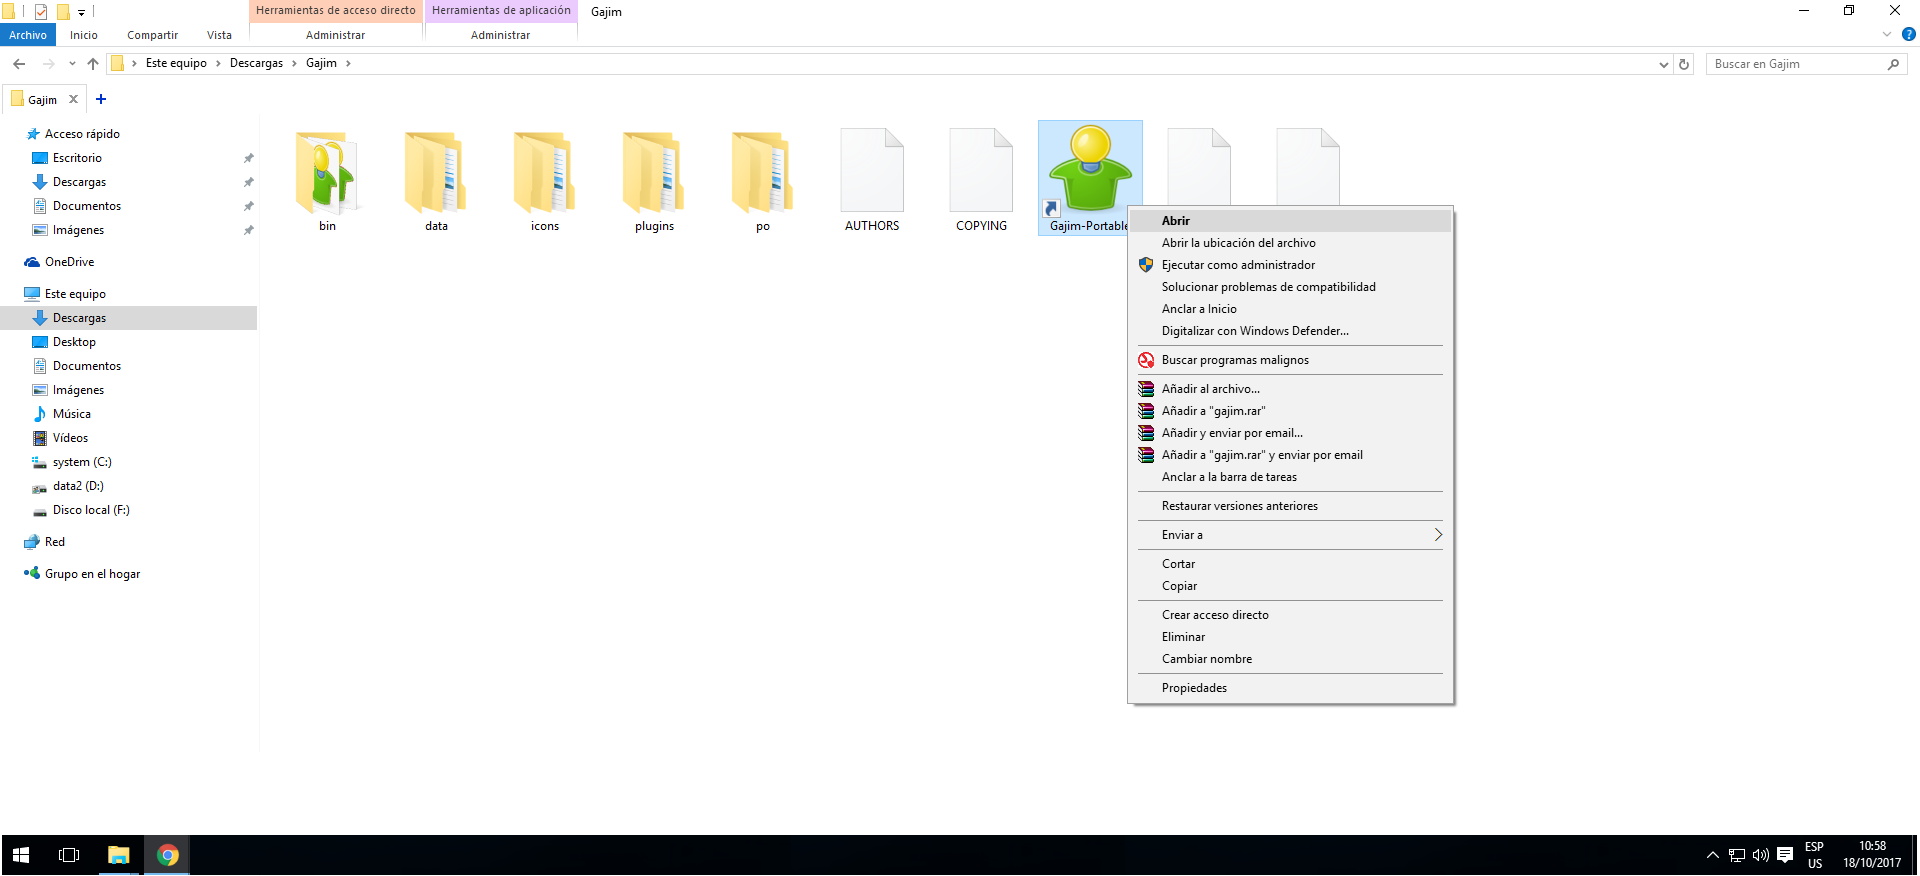 Herramientas de acceso directo
Herramientas de aplicación
Gajim
Archivo
Inicio
Compartir
Vista
Administrar
Administrar
Este equipo
Descargas
Gajim
Buscar en Gajim
Gajim
Acceso rápido
Escritorio
Descargas
Documentos
Imágenes
OneDrive
Este equipo
Descargas
Desktop
Documentos
Imágenes
Música
Vídeos
system (C:)
data2 (D:)
Disco local (F:)
Red
Grupo en el hogar
bin
data
icons
plugins
po
AUTHORS
COPYING
Gajim-Portable
Abrir
Abrir la ubicación del archivo
Ejecutar como administrador
Solucionar problemas de compatibilidad
Anclar a Inicio
Digitalizar con Windows Defender...
Buscar programas malignos
Añadir al archivo...
Añadir a "gajim.rar"
Añadir y enviar por email...
Añadir a "gajim.rar" y enviar por email
Anclar a la barra de tareas
Restaurar versiones anteriores
Enviar a
Cortar
Copiar
Crear acceso directo
Eliminar
Cambiar nombre
Propiedades
ESP
US
10:58
18/10/2017